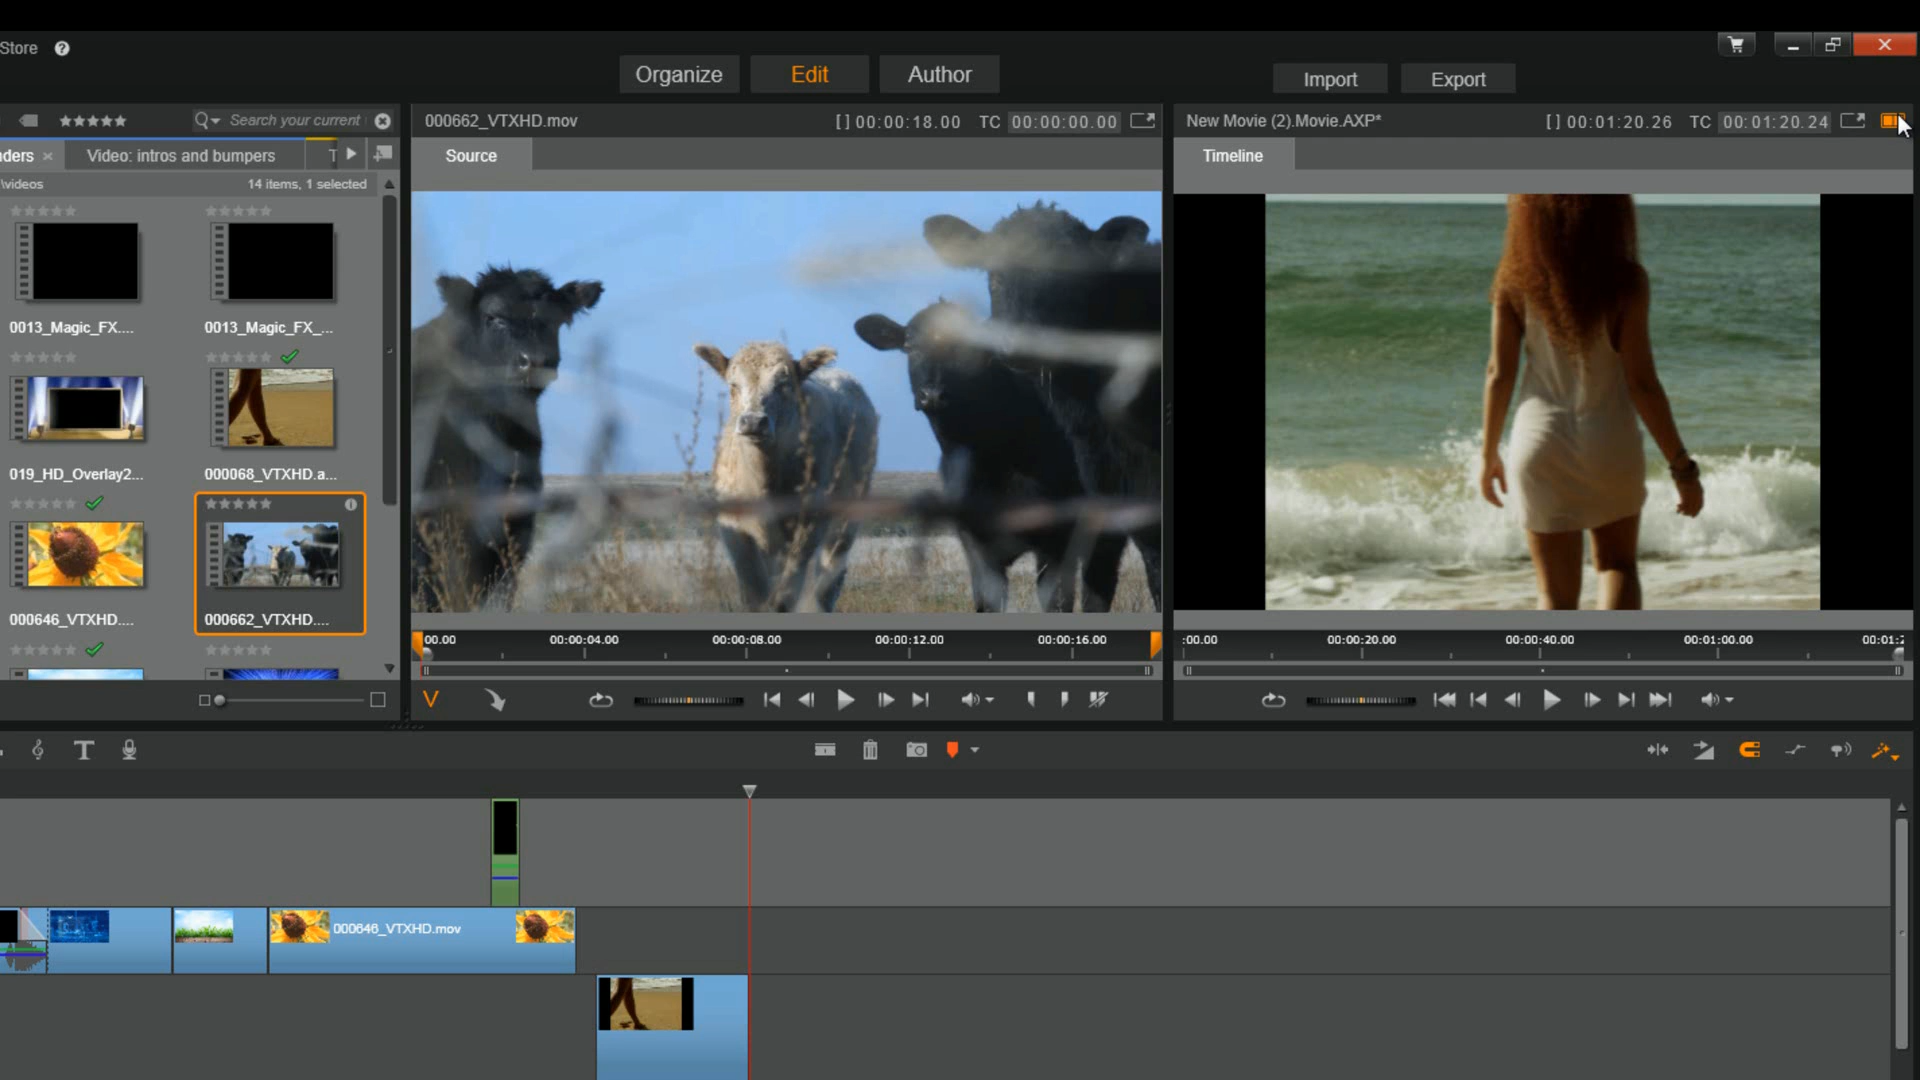 Store ?
Organize Edit Author
Import Export
Search your current
000662_VTXHD.mov
[ ] 00:00:18.00 TC 00:00:00.00
New Movie (2).Movie.AXP*
[ ] 00:01:20.26 TC 00:01:20.24
ders
Video: intros and bumpers
T
Source
Timeline
\videos
14 items, 1 selected
0013_Magic_FX....
0013_Magic_FX_...
019_HD_Overlay2...
000068_VTXHD.a...
000646_VTXHD....
000662_VTXHD....
00.00 00:00:04.00 00:00:08.00 00:00:12.00 00:00:16.00
:00.00 00:00:20.00 00:00:40.00 00:01:00.00 00:01:2
V
T
000646_VTXHD.mov